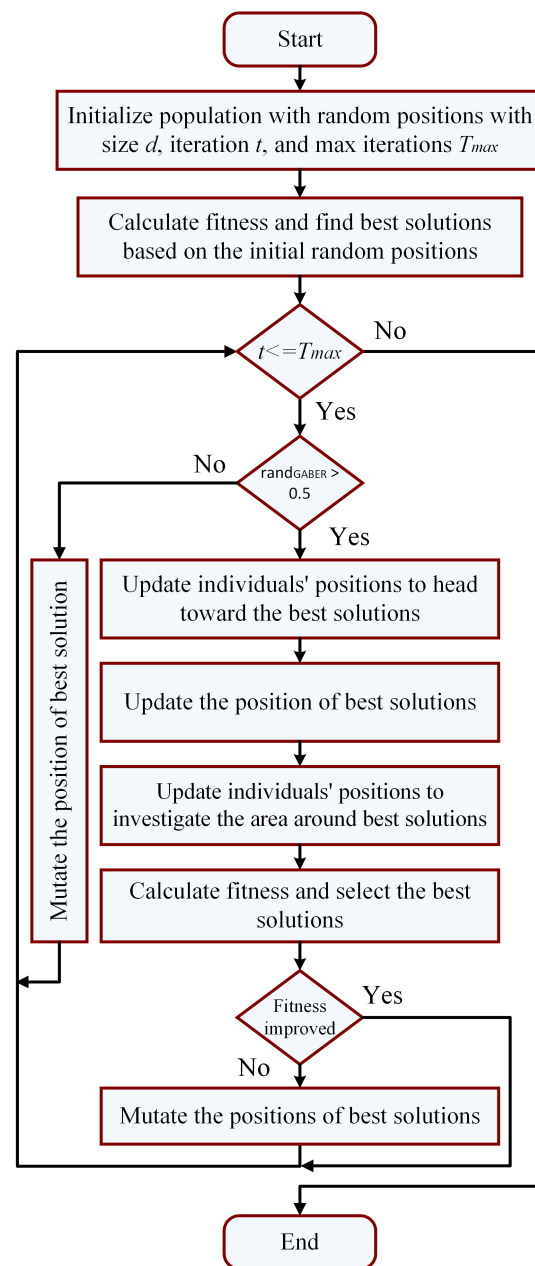 Start
Initialize population with random positions with
size d, iteration t, and max iterations Tmax
Calculate fitness and find best solutions
based on the initial random positions
t<=Tmax
No
Yes
randGABER >
0.5
No
Yes
Mutate the position of best solution
Update individuals' positions to head
toward the best solutions
Update the position of best solutions
Update individuals' positions to
investigate the area around best solutions
Calculate fitness and select the best
solutions
Fitness
improved
Yes
No
Mutate the positions of best solutions
End